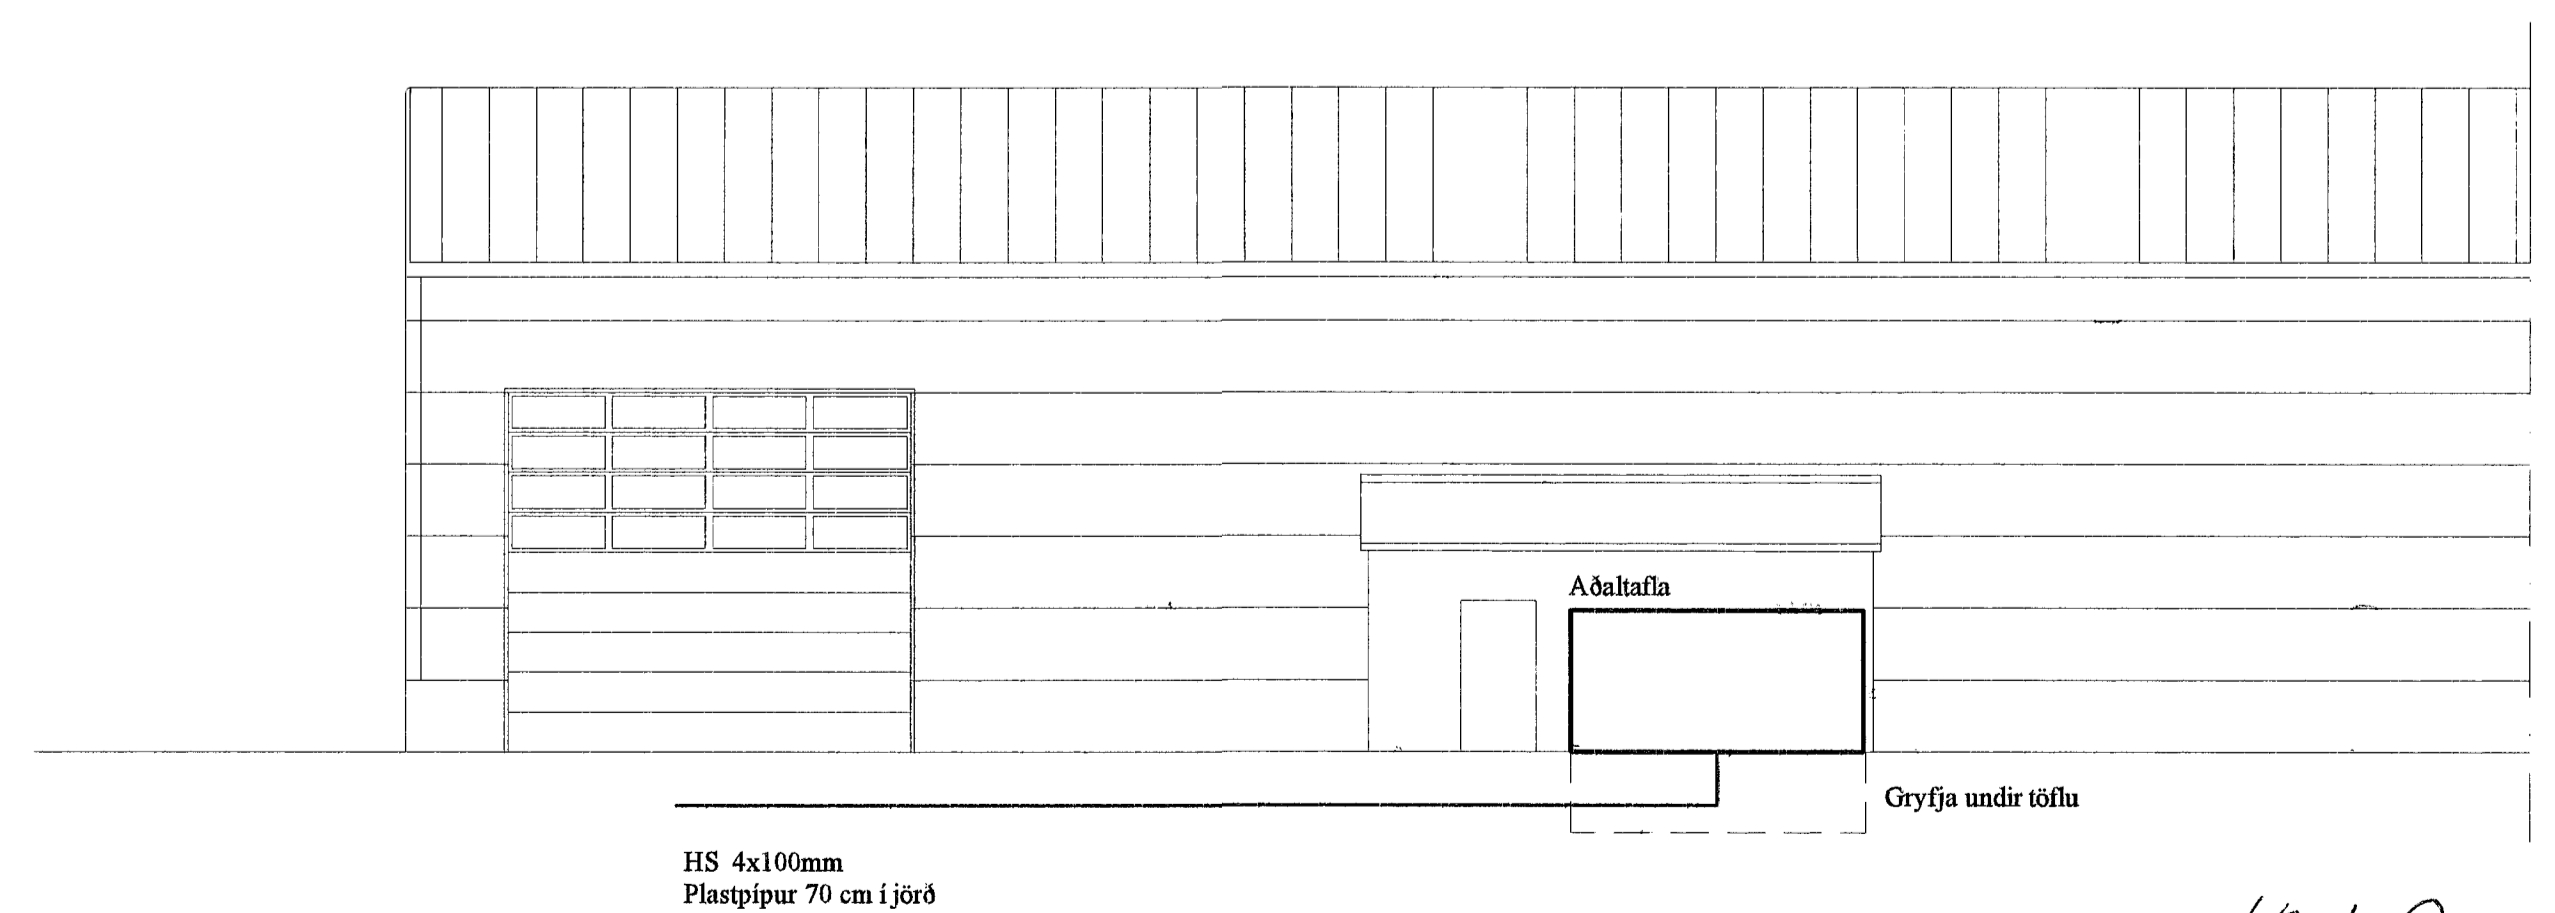 Aðaltafla
Gryfja undir töflu
HS 4x100mm
Plastpípur 70 cm í jörð